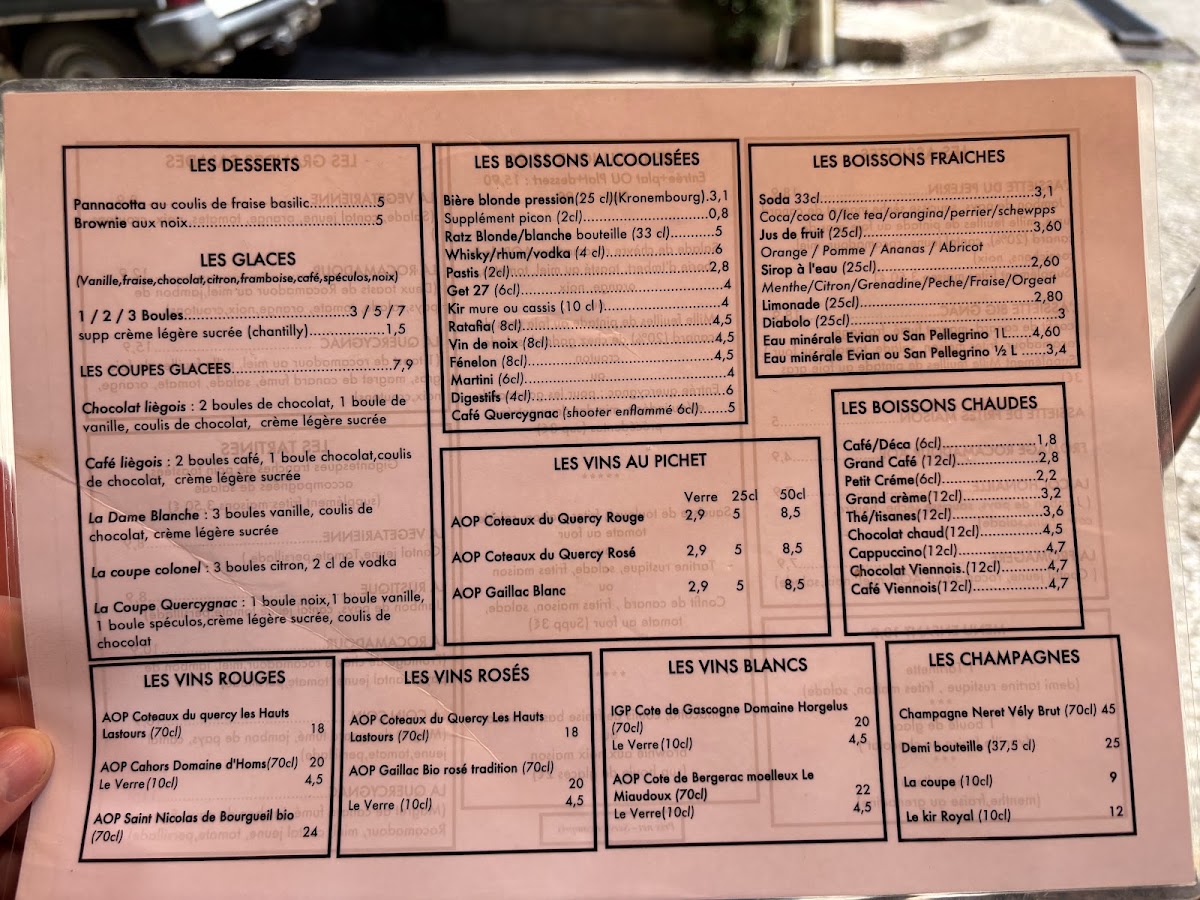 LES DESSERTS
Pannacotta au coulis de fraise basilic....................5
Brownie aux noix..............................................5
LES GLACES
(Vanille,fraise,chocolat,citron,framboise,café,spéculos,noix)
1 / 2 / 3 Boules........................................3 / 5 / 7
supp crème légère sucrée (chantilly)..................1,5
LES COUPES GLACEES.......................................7,9
Chocolat liègois : 2 boules de chocolat, 1 boule de
vanille, coulis de chocolat, crème légère sucrée
Café liègois : 2 boules café, 1 boule chocolat,coulis
de chocolat, crème légère sucrée
La Dame Blanche : 3 boules vanille, coulis de
chocolat, crème légère sucrée
La coupe colonel : 3 boules citron, 2 cl de vodka
La Coupe Quercygnac : 1 boule noix,1 boule vanille,
1 boule spéculos,crème légère sucrée, coulis de
chocolat
LES BOISSONS ALCOOLISÉES
Bière blonde pression(25 cl)(Kronembourg).3,1
Supplément picon (2cl)..............................0,8
Ratz Blonde/blanche bouteille (33 cl)..........5
Whisky/rhum/vodka (4 cl)..........................6
Pastis (2cl)................................................2,8
Get 27 (6cl)................................................4
Kir mure ou cassis (10 cl )............................4
Ratafia( 8cl)...............................................4,5
Vin de noix (8cl).........................................4,5
Fénelon (8cl)..............................................4,5
Martini (6cl)................................................4
Digestifs (4cl)..............................................6
Café Quercygnac (shooter enflammé 6cl)......5
LES BOISSONS FRAICHES
Soda 33cl................................................3,1
Coca/coca 0/Ice tea/orangina/perrier/schewpps
Jus de fruit (25cl).....................................3,60
Orange / Pomme / Ananas / Abricot
Sirop à l'eau (25cl)...................................2,60
Menthe/Citron/Grenadine/Peche/Fraise/Orgeat
Limonade (25cl)......................................2,80
Diabolo (25cl)..........................................3
Eau minérale Evian ou San Pellegrino 1L.....4,60
Eau minérale Evian ou San Pellegrino ½ L .....3,4
LES BOISSONS CHAUDES
Café/Déca (6cl).......................1,8
Grand Café (12cl)....................2,8
Petit Créme(6cl).......................2,2
Grand crème(12cl)...................3,2
Thé/tisanes(12cl).....................3,6
Chocolat chaud(12cl)...............4,5
Cappuccino(12cl).....................4,7
Chocolat Viennois.(12cl)...........4,7
Café Viennois(12cl)..................4,7
LES VINS AU PICHET
*****
Verre 25cl 50cl
AOP Coteaux du Quercy Rouge 2,9 5 8,5
AOP Coteaux du Quercy Rosé 2,9 5 8,5
AOP Gaillac Blanc 2,9 5 8,5
LES VINS ROUGES
AOP Coteaux du quercy les Hauts
Lastours (70cl) 18
AOP Cahors Domaine d'Homs(70cl) 20
Le Verre(10cl) 4,5
AOP Saint Nicolas de Bourgueil bio
(70cl) 24
LES VINS ROSÉS
AOP Coteaux du Quercy Les Hauts
Lastours (70cl) 18
AOP Gaillac Bio rosé tradition (70cl)
20
Le Verre (10cl) 4,5
LES VINS BLANCS
IGP Cote de Gascogne Domaine Horgelus
(70cl) 20
Le Verre(10cl) 4,5
AOP Cote de Bergerac moelleux Le
Miaudoux (70cl) 22
Le Verre(10cl) 4,5
LES CHAMPAGNES
Champagne Neret Vély Brut (70cl) 45
Demi bouteille (37,5 cl) 25
La coupe (10cl) 9
Le kir Royal (10cl) 12